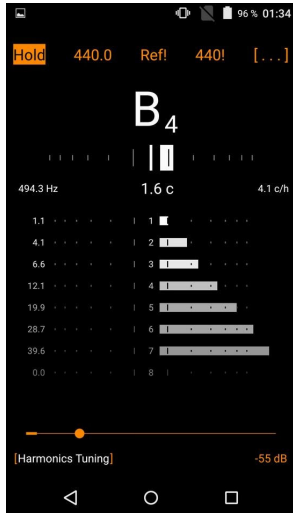 96 % 01:34
Hold 440.0 Ref! 440! [...]
B4
494.3 Hz 1.6 c 4.1 c/h
1.1 1
4.1 2
6.6 3
12.1 4
19.9 5
28.7 6
39.6 7
0.0 8
[Harmonics Tuning] -55 dB